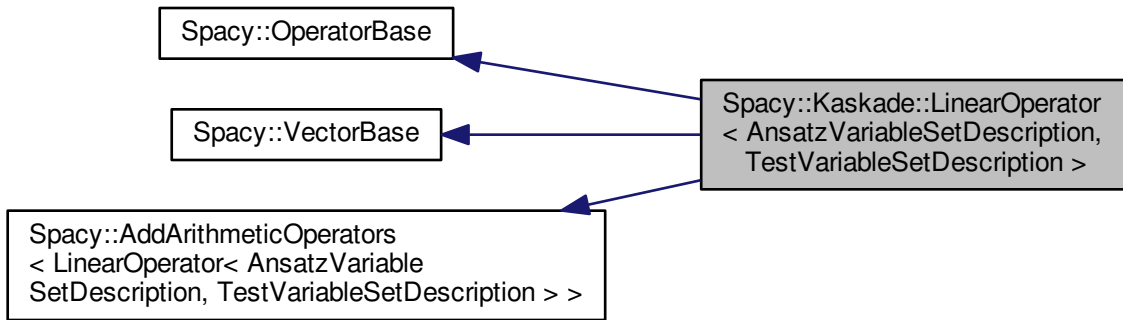 Spacy::OperatorBase
Spacy::VectorBase
Spacy::AddArithmeticOperators
< LinearOperator< AnsatzVariable
SetDescription, TestVariableSetDescription > >
Spacy::Kaskade::LinearOperator
< AnsatzVariableSetDescription,
TestVariableSetDescription >